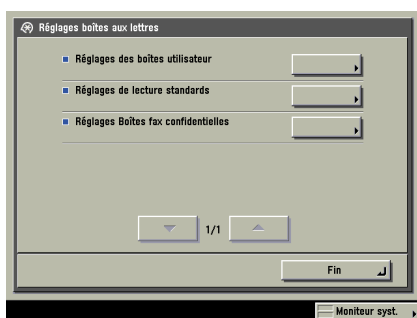 Réglages boîtes aux lettres
Réglages des boîtes utilisateur
Réglages de lecture standards
Réglages Boîtes fax confidentielles
1/1
Fin
Moniteur syst.